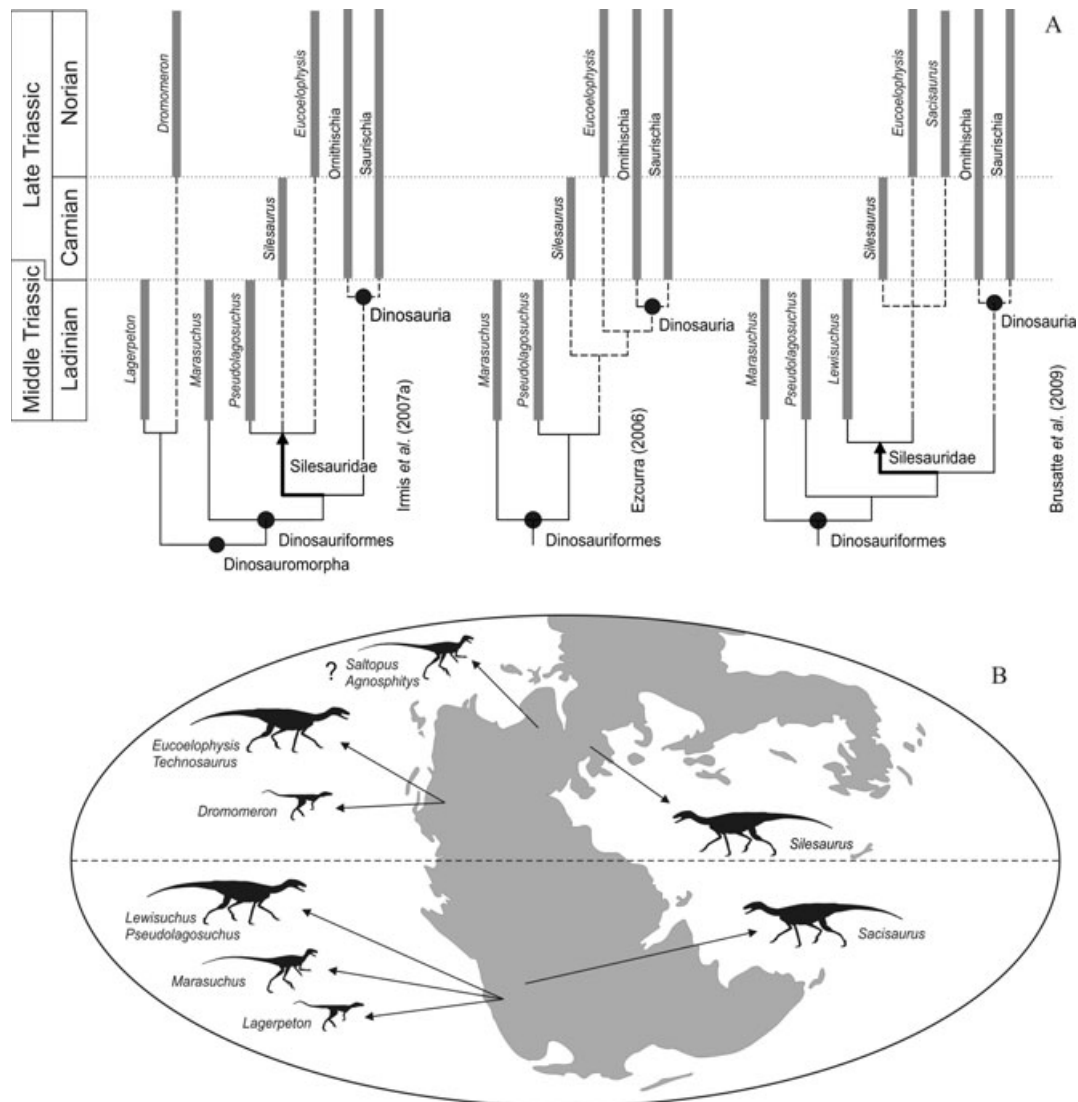 A
Late Triassic
Middle Triassic
Norian
Carnian
Ladinian
Dromomeron
Eucoelophysis
Ornithischia
Saurischia
Silesaurus
Lagerpeton
Marasuchus
Pseudolagosuchus
Dinosauria
Silesauridae
Dinosauriformes
Dinosauromorpha
Irmis et al. (2007a)
Eucoelophysis
Ornithischia
Saurischia
Silesaurus
Marasuchus
Pseudolagosuchus
Dinosauria
Dinosauriformes
Ezcurra (2006)
Eucoelophysis
Sacisaurus
Ornithischia
Saurischia
Silesaurus
Marasuchus
Pseudolagosuchus
Lewisuchus
Dinosauria
Silesauridae
Dinosauriformes
Brusatte et al. (2009)
B
? Saltopus
Agnosphitys
Eucoelophysis
Technosaurus
Dromomeron
Silesaurus
Lewisuchus
Pseudolagosuchus
Sacisaurus
Marasuchus
Lagerpeton